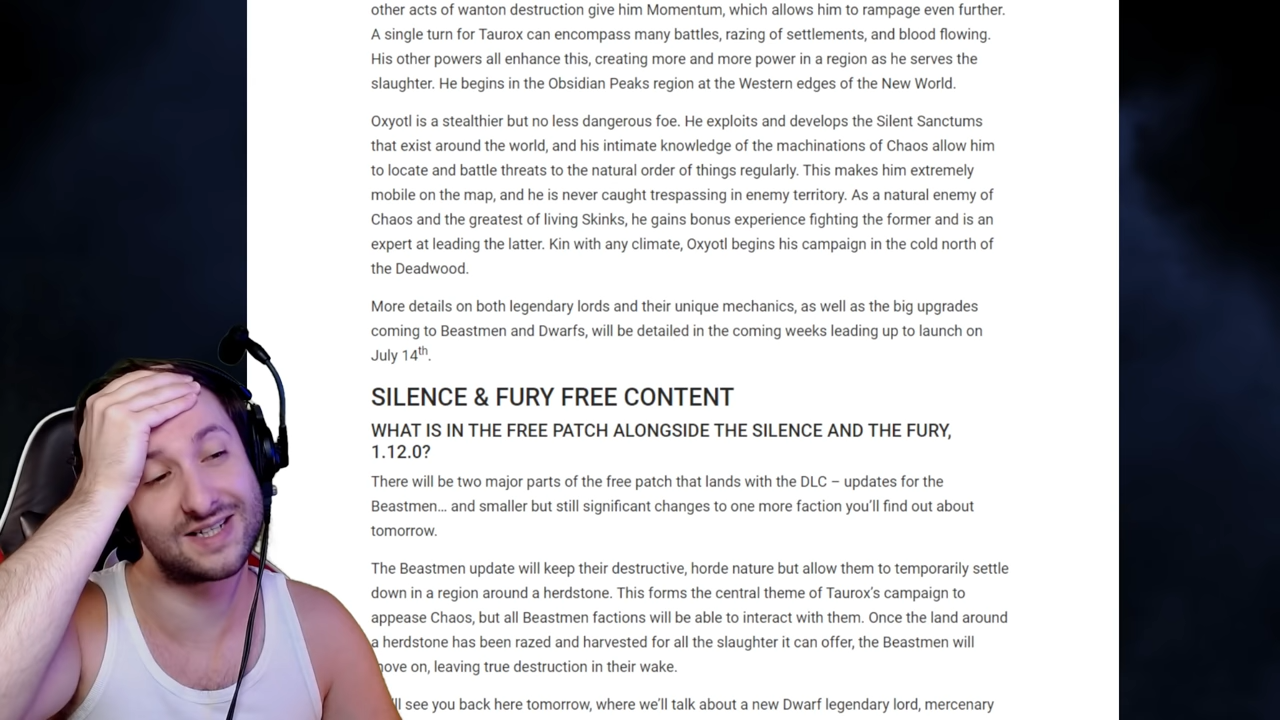 other acts of wanton destruction give him Momentum, which allows him to rampage even further.
A single turn for Taurox can encompass many battles, razing of settlements, and blood flowing.
His other powers all enhance this, creating more and more power in a region as he serves the
slaughter. He begins in the Obsidian Peaks region at the Western edges of the New World.
Oxyotl is a stealthier but no less dangerous foe. He exploits and develops the Silent Sanctums
that exist around the world, and his intimate knowledge of the machinations of Chaos allow him
to locate and battle threats to the natural order of things regularly. This makes him extremely
mobile on the map, and he is never caught trespassing in enemy territory. As a natural enemy of
Chaos and the greatest of living Skinks, he gains bonus experience fighting the former and is an
expert at leading the latter. Kin with any climate, Oxyotl begins his campaign in the cold north of
the Deadwood.
More details on both legendary lords and their unique mechanics, as well as the big upgrades
coming to Beastmen and Dwarfs, will be detailed in the coming weeks leading up to launch on
July 14th.
SILENCE & FURY FREE CONTENT
WHAT IS IN THE FREE PATCH ALONGSIDE THE SILENCE AND THE FURY,
1.12.0?
There will be two major parts of the free patch that lands with the DLC – updates for the
Beastmen… and smaller but still significant changes to one more faction you'll find out about
tomorrow.
The Beastmen update will keep their destructive, horde nature but allow them to temporarily settle
down in a region around a herdstone. This forms the central theme of Taurox's campaign to
appease Chaos, but all Beastmen factions will be able to interact with them. Once the land around
a herdstone has been razed and harvested for all the slaughter it can offer, the Beastmen will
on, leaving true destruction in their wake.
see you back here tomorrow, where we'll talk about a new Dwarf legendary lord, mercenary